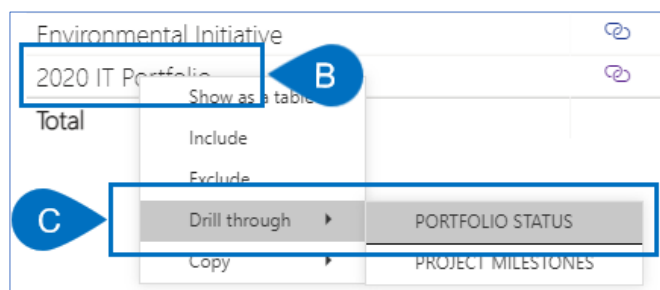 Environmental Initiative
2020 IT Portfolio
B
Show as a table
Total
Include
Exclude
C
Drill through
PORTFOLIO STATUS
Copy
PROJECT MILESTONES